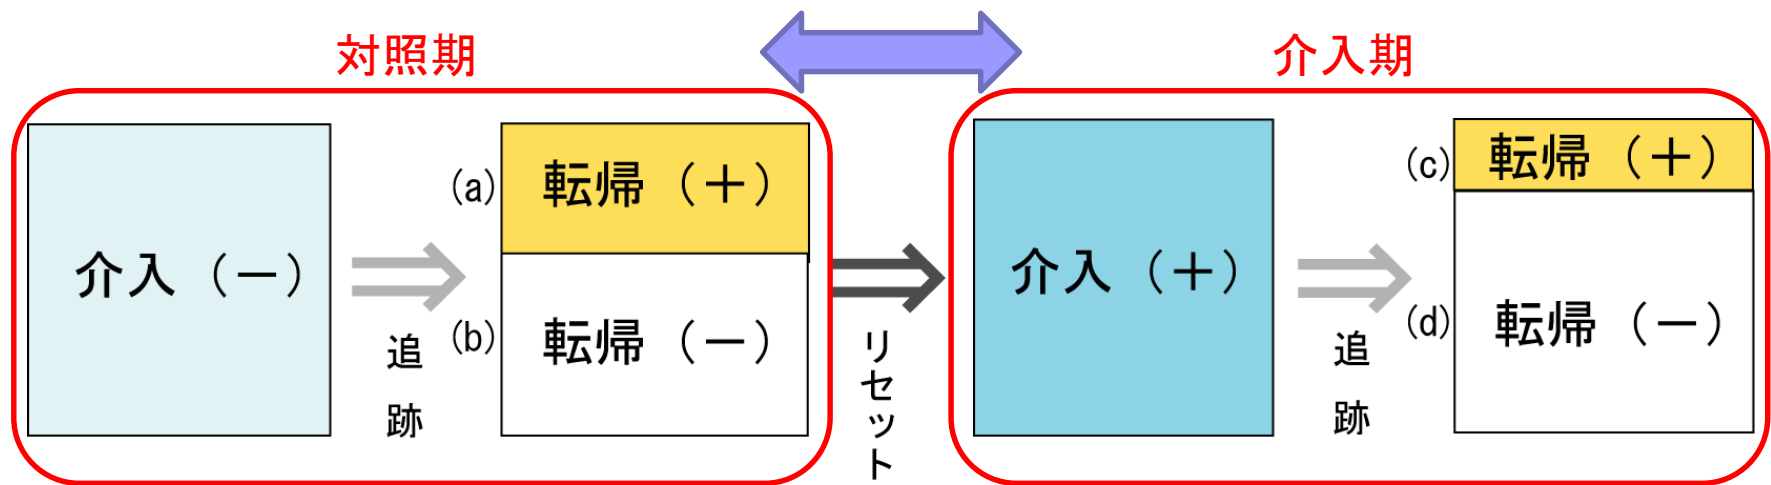 対照期
介入期
介入（－）
追跡
(a)
転帰（＋）
(b)
転帰（－）
リセット
介入（＋）
追跡
(c)
転帰（＋）
(d)
転帰（－）